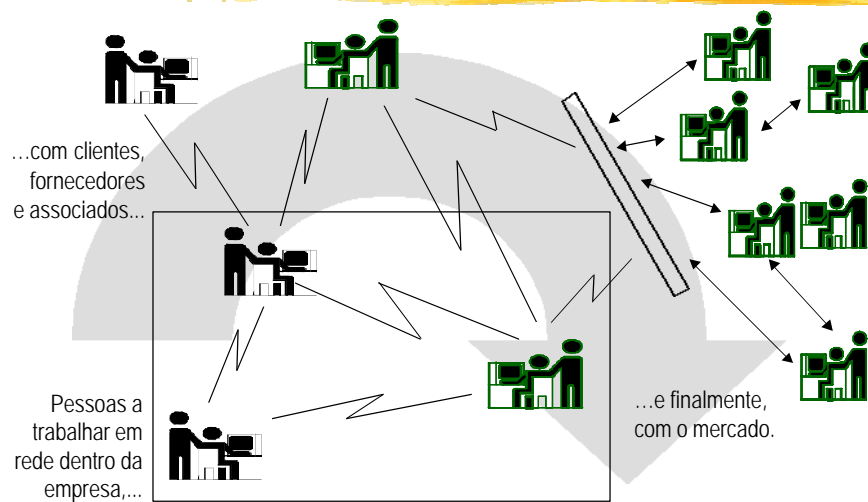 …com clientes,
fornecedores
e associados...
Pessoas a
trabalhar em
rede dentro da
empresa,...
…e finalmente,
com o mercado.